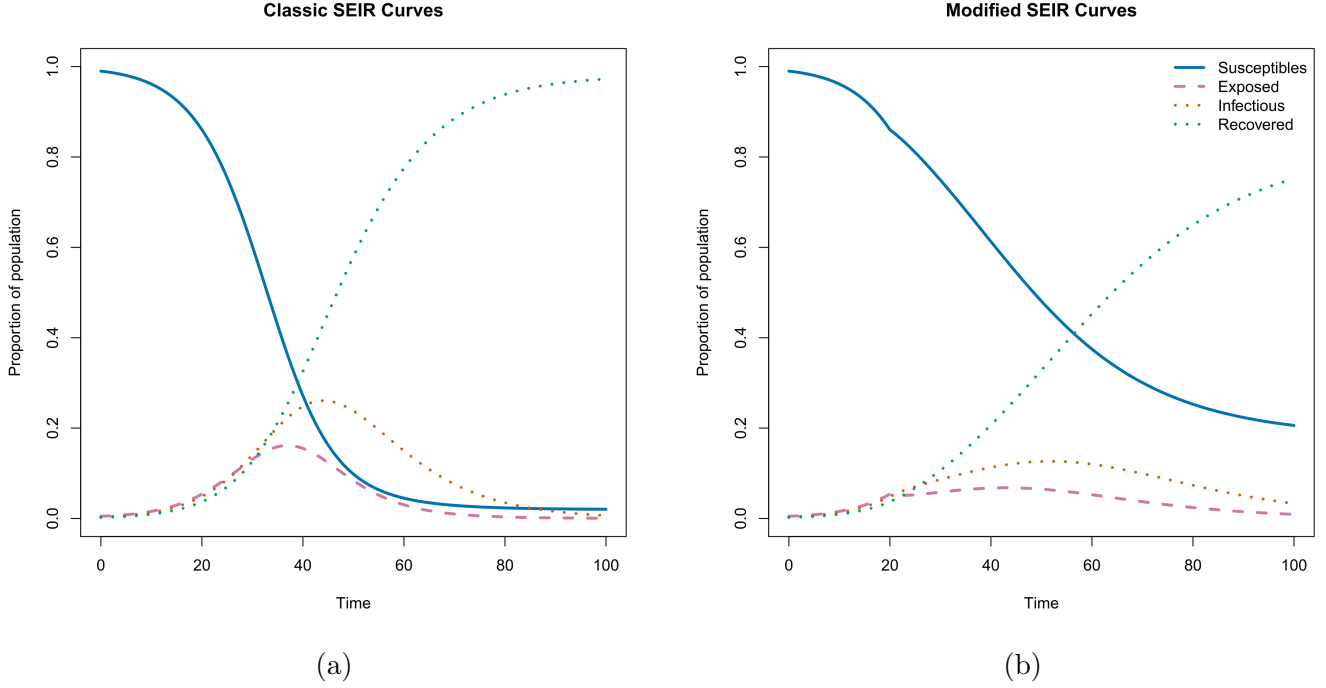 Classic SEIR Curves
Proportion of population
1.0
0.8
0.6
0.4
0.2
0.0
0 20 40 60 80 100
Time
(a)
Modified SEIR Curves
Proportion of population
1.0
0.8
0.6
0.4
0.2
0.0
Susceptibles
Exposed
Infectious
Recovered
0 20 40 60 80 100
Time
(b)